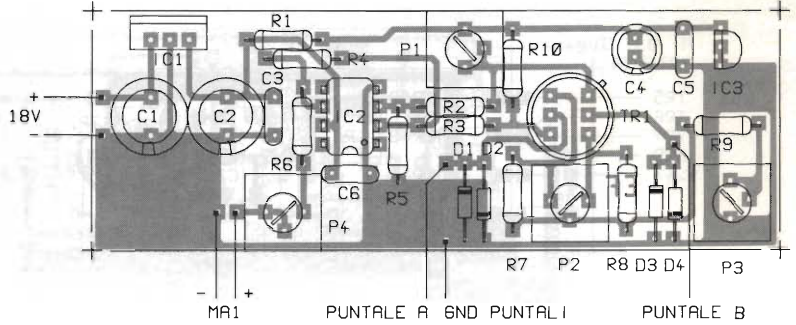 R1
P1
R10
IC1
R4
C3
C4
C5
IC3
+
18V
-
C1
C2
IC2
R2
R3
TR1
R9
D1
D2
R6
C6
R5
P4
R7
P2
R8
D3
D4
P3
-
+
MA1
PUNTALE A
GND PUNTALI
PUNTALE B